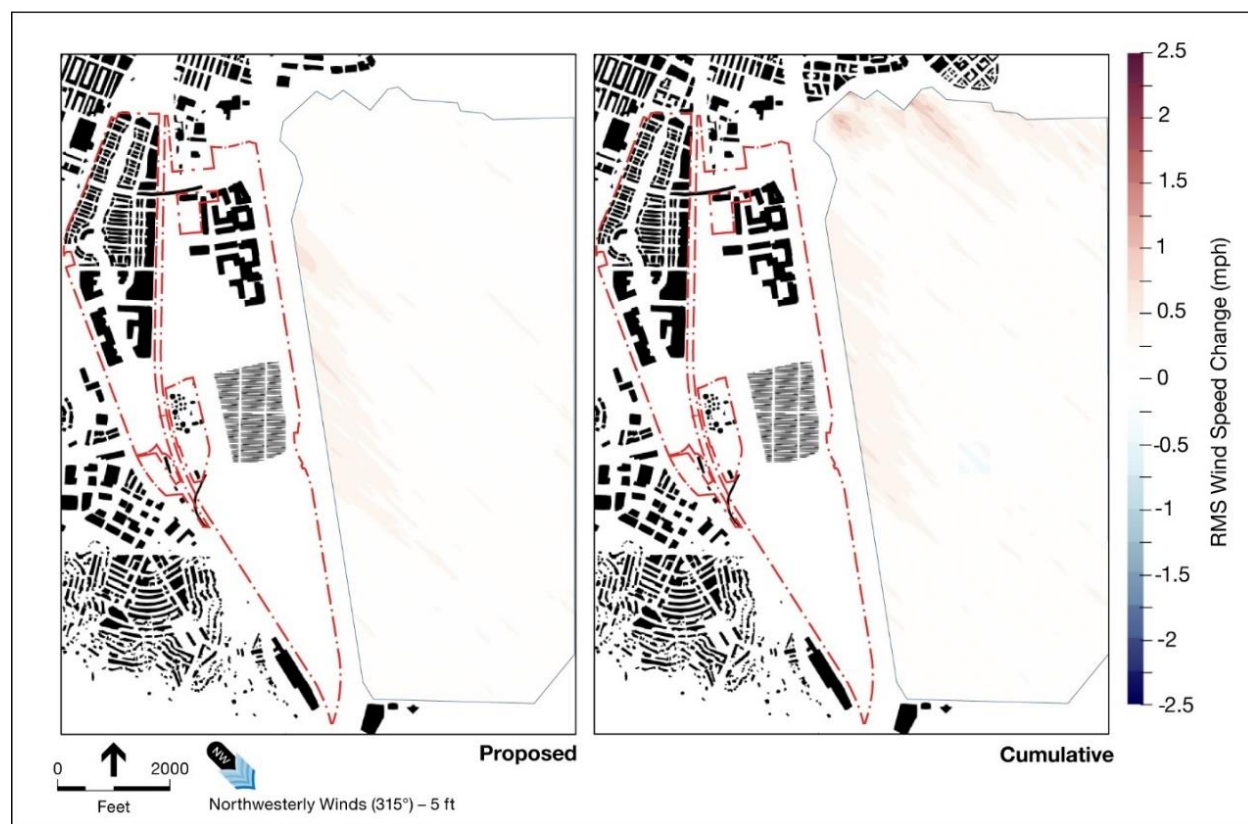 2.5
2
1.5
1
0.5
0
-0.5
-1
-1.5
-2
-2.5
RMS Wind Speed Change (mph)
Proposed
Cumulative
0 2000
Feet
NW
Northwesterly Winds (315°) – 5 ft